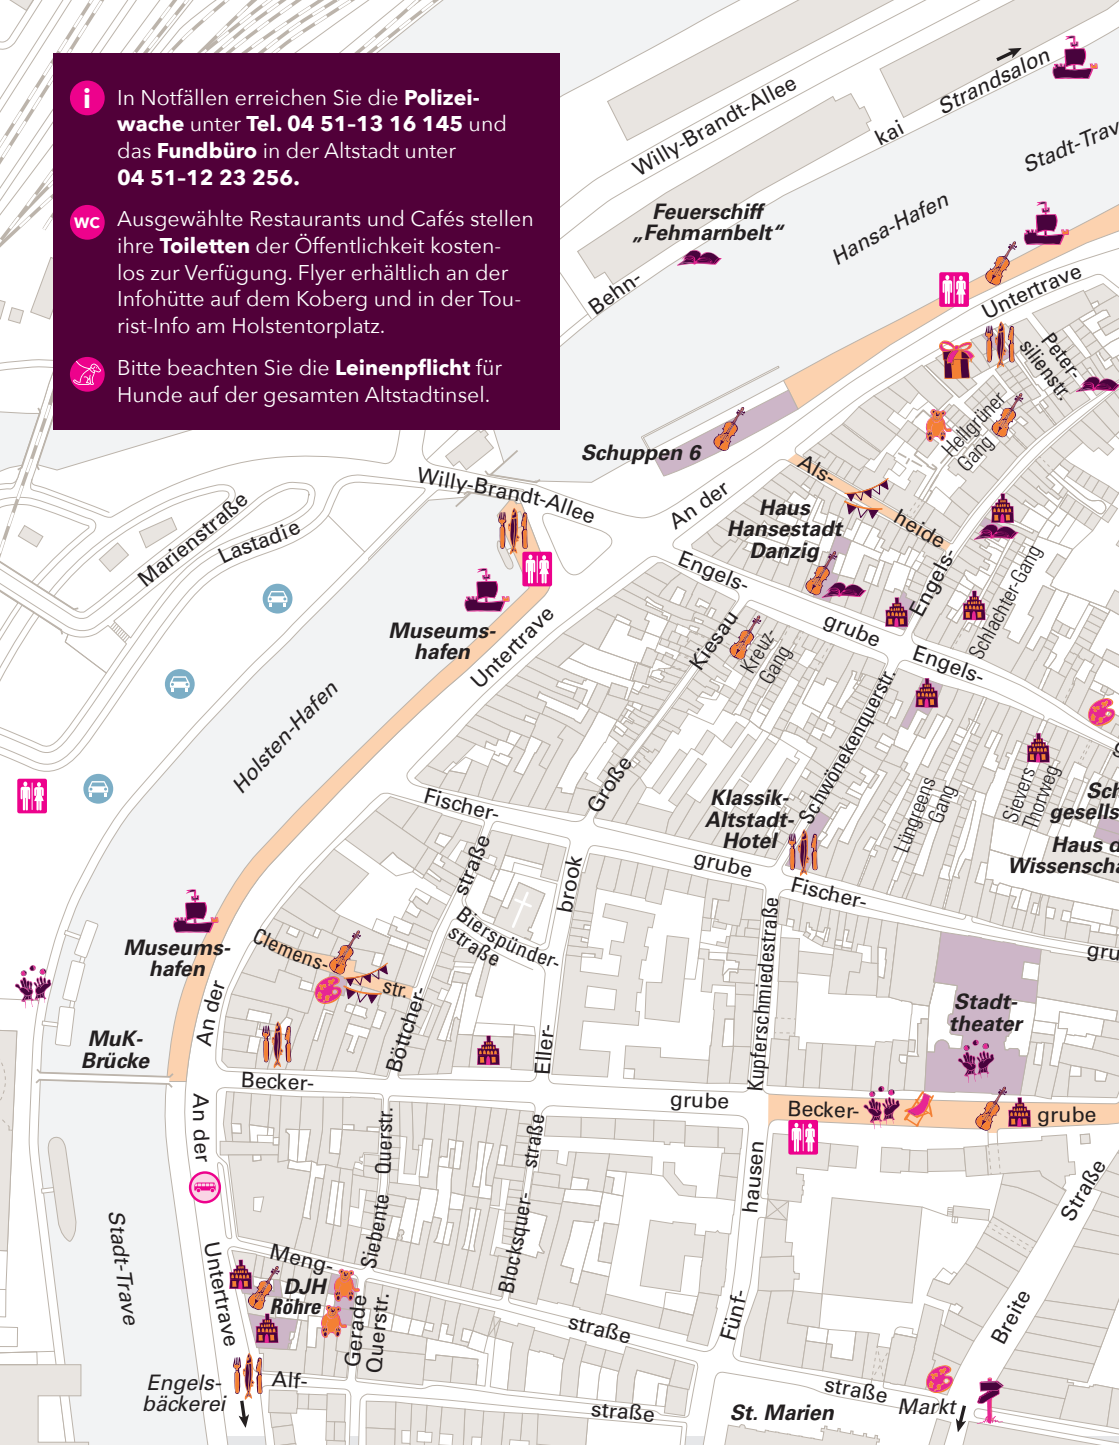 i
In Notfällen erreichen Sie die Polizei-
wache unter Tel. 04 51–13 16 145 und
das Fundbüro in der Altstadt unter
04 51–12 23 256.
WC
Ausgewählte Restaurants und Cafés stellen
ihre Toiletten der Öffentlichkeit kosten-
los zur Verfügung. Flyer erhältlich an der
Infohütte auf dem Koberg und in der Tou-
rist-Info am Holstentorplatz.
Bitte beachten Sie die Leinenpflicht für
Hunde auf der gesamten Altstadtinsel.
Strandsalon
Willy-Brandt-Allee
kai
Stadt-Trav
Feuerschiff
„Fehmarnbelt“
Hansa-Hafen
Behn-
Untertrave
Peter-
silienstr.
Hellgrüner
Gang
Schuppen 6
Als-
heide
Willy-Brandt-Allee
An der
Haus
Hansestadt
Danzig
Marienstraße
Lastadie
Engels-
grube
Engels-
Schlachter-Gang
Museums-
hafen
Untertrave
Kiesau
Kreuz-
Gang
Engels-
Holsten-Hafen
Schwönekenquerstr.
Große
Fischer-
Klassik-
Altstadt-
Hotel
Lüngreens
Gang
Sievers
Thorweg
g
Sch
gesells
Haus d
Wissenscha
straße
brook
grube
Fischer-
Museums-
hafen
Clemens-
str.
Bierspünder-
straße
gru
An der
Böttcher-
Eller-
Kupferschmiedestraße
Stadt-
theater
MuK-
Brücke
Becker-
grube
Becker-
grube
An der
Querstr.
Siebente
straße
Blocksquer-
hausen
Straße
Stadt-Trave
Untertrave
Meng-
DJH
Röhre
Gerade
Querstr.
straße
Fünf-
Breite
Engels-
bäckerei
Alf-
straße
straße
St. Marien
Markt